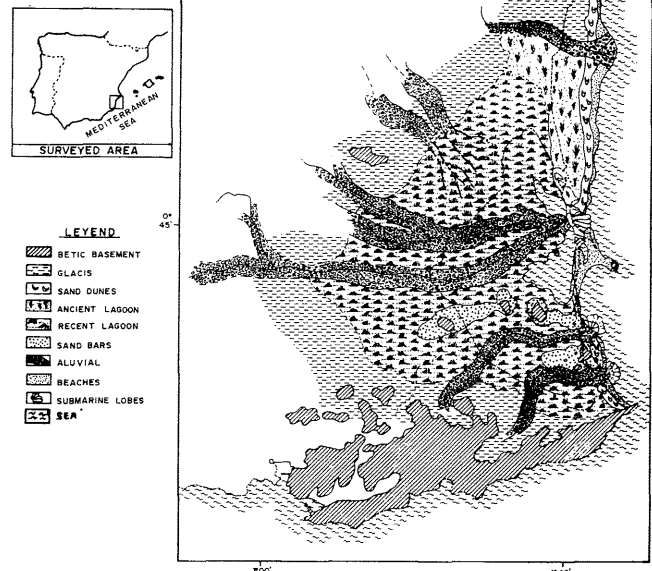 MEDITERRANEAN
SEA
SURVEYED AREA
LEYEND
BETIC BASEMENT
GLACIS
SAND DUNES
ANCIENT LAGOON
RECENT LAGOON
SAND BARS
ALUVIAL
BEACHES
SUBMARINE LOBES
SEA
0°
45'